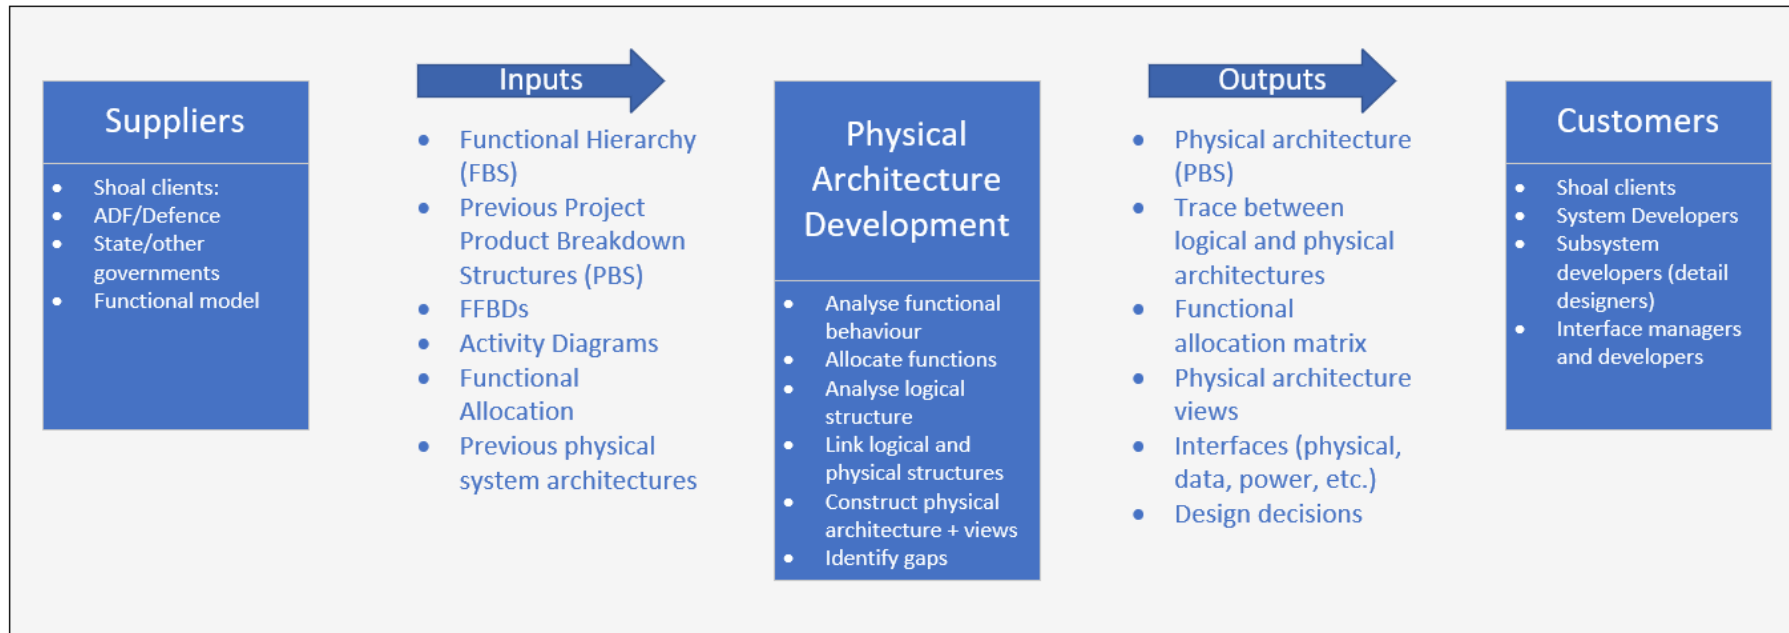 Suppliers
Shoal clients:
ADF/Defence
State/other
governments
Functional model
Inputs
Functional Hierarchy
(FBS)
Previous Project
Product Breakdown
Structures (PBS)
FFBDs
Activity Diagrams
Functional
Allocation
Previous physical
system architectures
Physical
Architecture
Development
Analyse functional
behaviour
Allocate functions
Analyse logical
structure
Link logical and
physical structures
Construct physical
architecture + views
Identify gaps
Outputs
Physical architecture
(PBS)
Trace between
logical and physical
architectures
Functional
allocation matrix
Physical architecture
views
Interfaces (physical,
data, power, etc.)
Design decisions
Customers
Shoal clients
System Developers
Subsystem
developers (detail
designers)
Interface managers
and developers